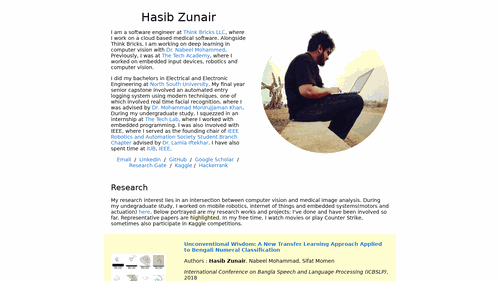 Hasib Zunair
I am a software engineer at Think Bricks LLC, where
I work on a cloud based medical software. Alongside
Think Bricks. I am working on deep learning in
computer vision with Dr. Nabeel Mohammed.
Previously, I was at The Tech Academy, where I
worked on embedded input devices, robotics and
computer vision.
I did my bachelors in Electrical and Electronic
Engineering at North South University. My final year
senior capstone involved an automated entry
logging system using modern techniques. one of
which involved real time facial recognition, where I
was advised by Dr. Mohammad Monirujjaman Khan.
During my undergraduate study, I squezzed in an
internship at The Tech Lab, where I worked with
embedded programming. I was also involved with
IEEE, where I served as the founding chair of IEEE
Robotics and Automation Society Student Branch
Chapter advised by Dr. Lamia Iftekhar. I have also
spent time at IUB, IEEE.
Email / LinkedIn / GitHub / Google Scholar /
Research Gate / Kaggle / Hackerrank
Research
My research interest lies in an intersection between computer vision and medical image analysis. During
my undegraduate study, I worked on mobile robotics, internet of things and embedded systems(motors and
actuation) here. Below portrayed are my research works and projects; I've done and have been involved so
far. Representative papers are highlighted. In my free time, I watch movies or play Counter Strike,
sometimes also participate in Kaggle competitions.
Unconventional Wisdom: A New Transfer Learning Approach Applied
to Bengali Numeral Classification
Authors : Hasib Zunair, Nabeel Mohammed, Sifat Momen
International Conference on Bangla Speech and Language Processing (ICBSLP),
2018